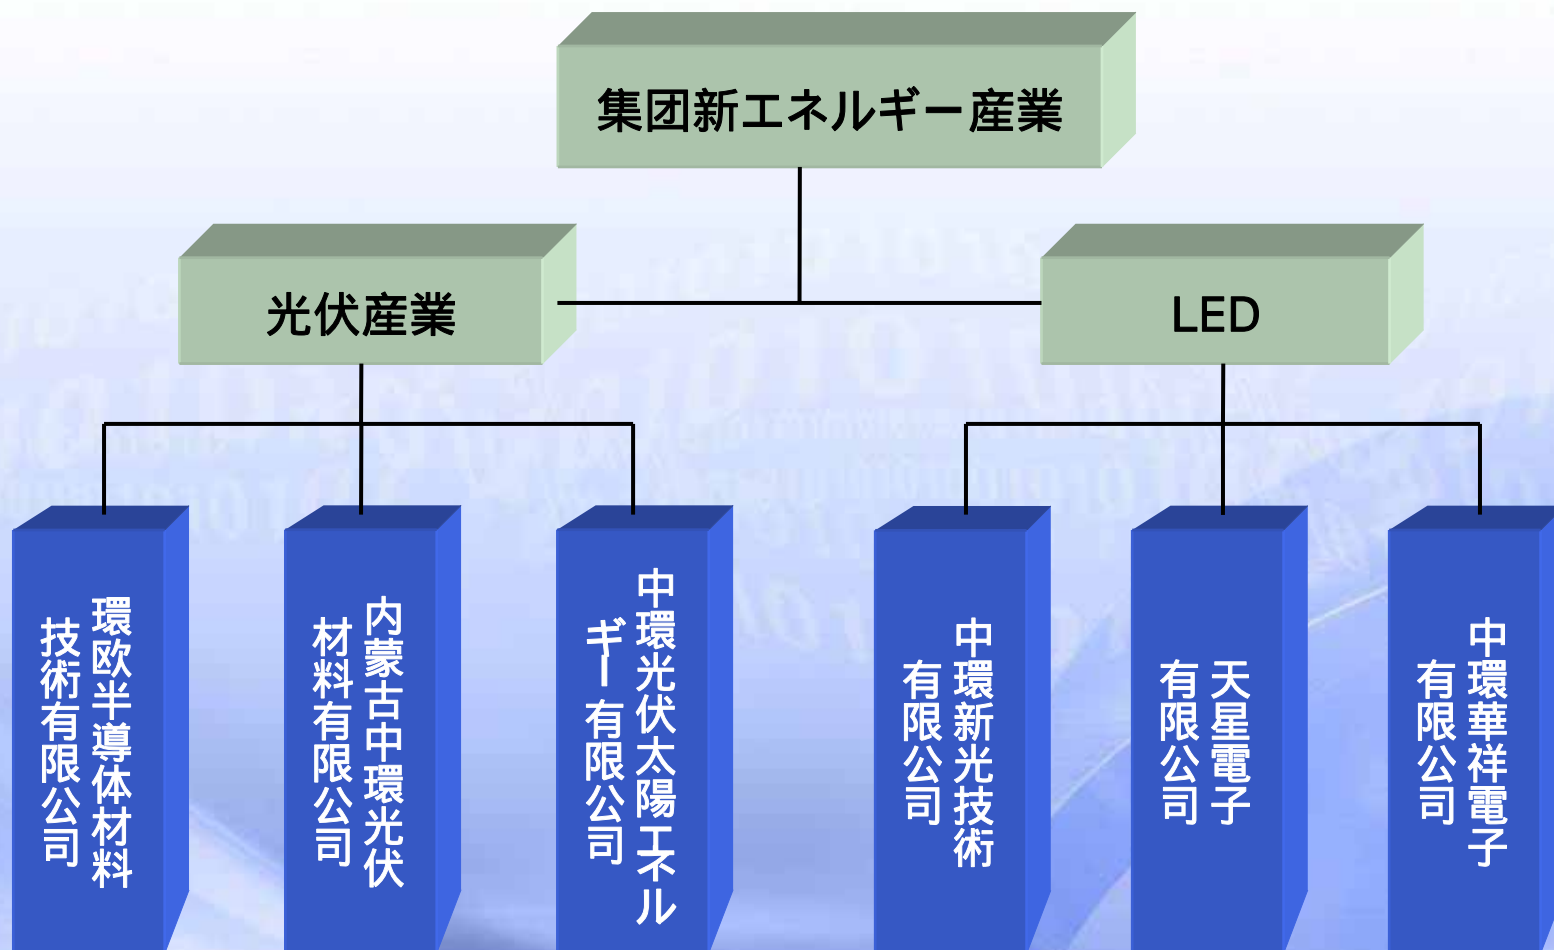 集団新エネルギー産業
光伏産業
LED
環欧半導体材料
技術有限公司
内蒙古中環光伏
材料有限公司
中環光伏太陽エネル
ギー有限公司
中環新光技術
有限公司
天星電子
有限公司
中環華祥電子
有限公司